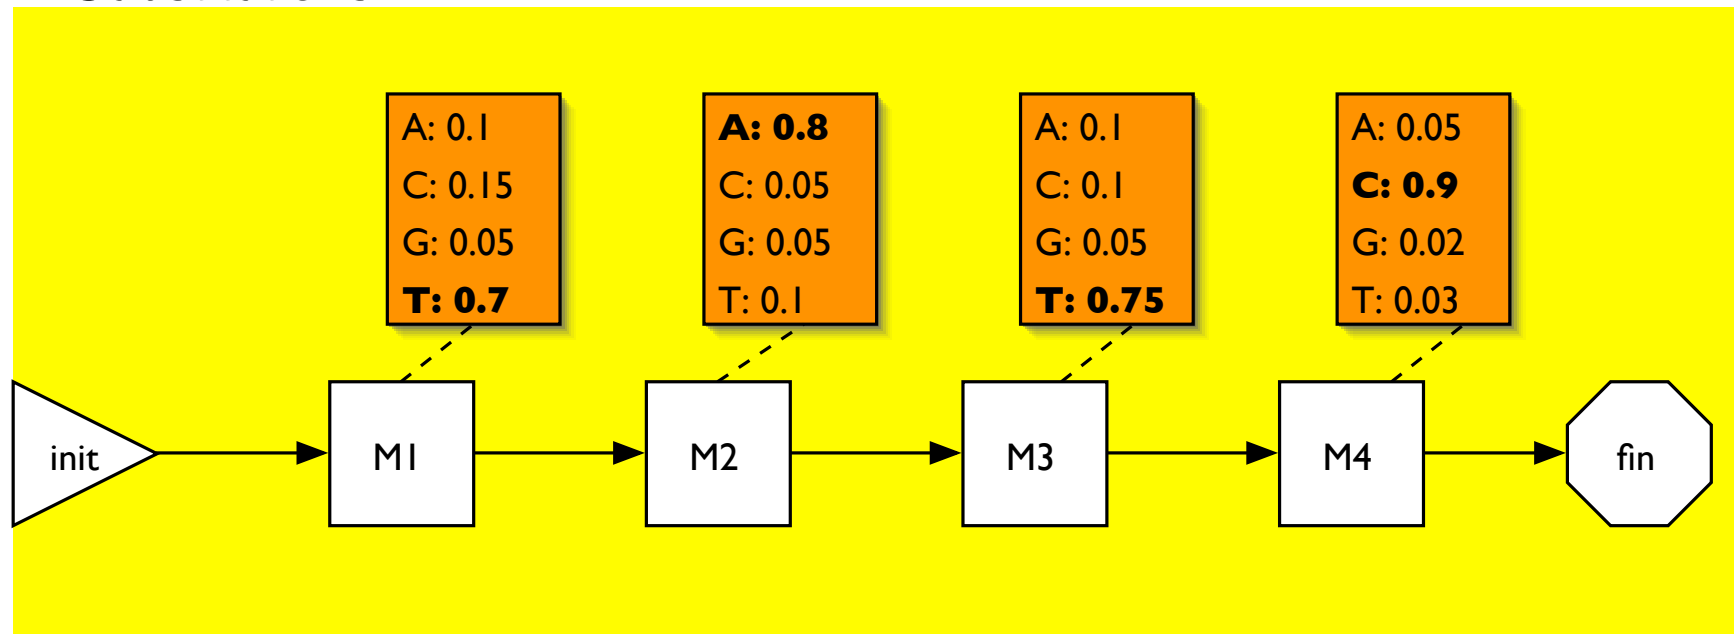 A: 0.1
C: 0.15
G: 0.05
T: 0.7
A: 0.8
C: 0.05
G: 0.05
T: 0.1
A: 0.1
C: 0.1
G: 0.05
T: 0.75
A: 0.05
C: 0.9
G: 0.02
T: 0.03
init
M1
M2
M3
M4
fin